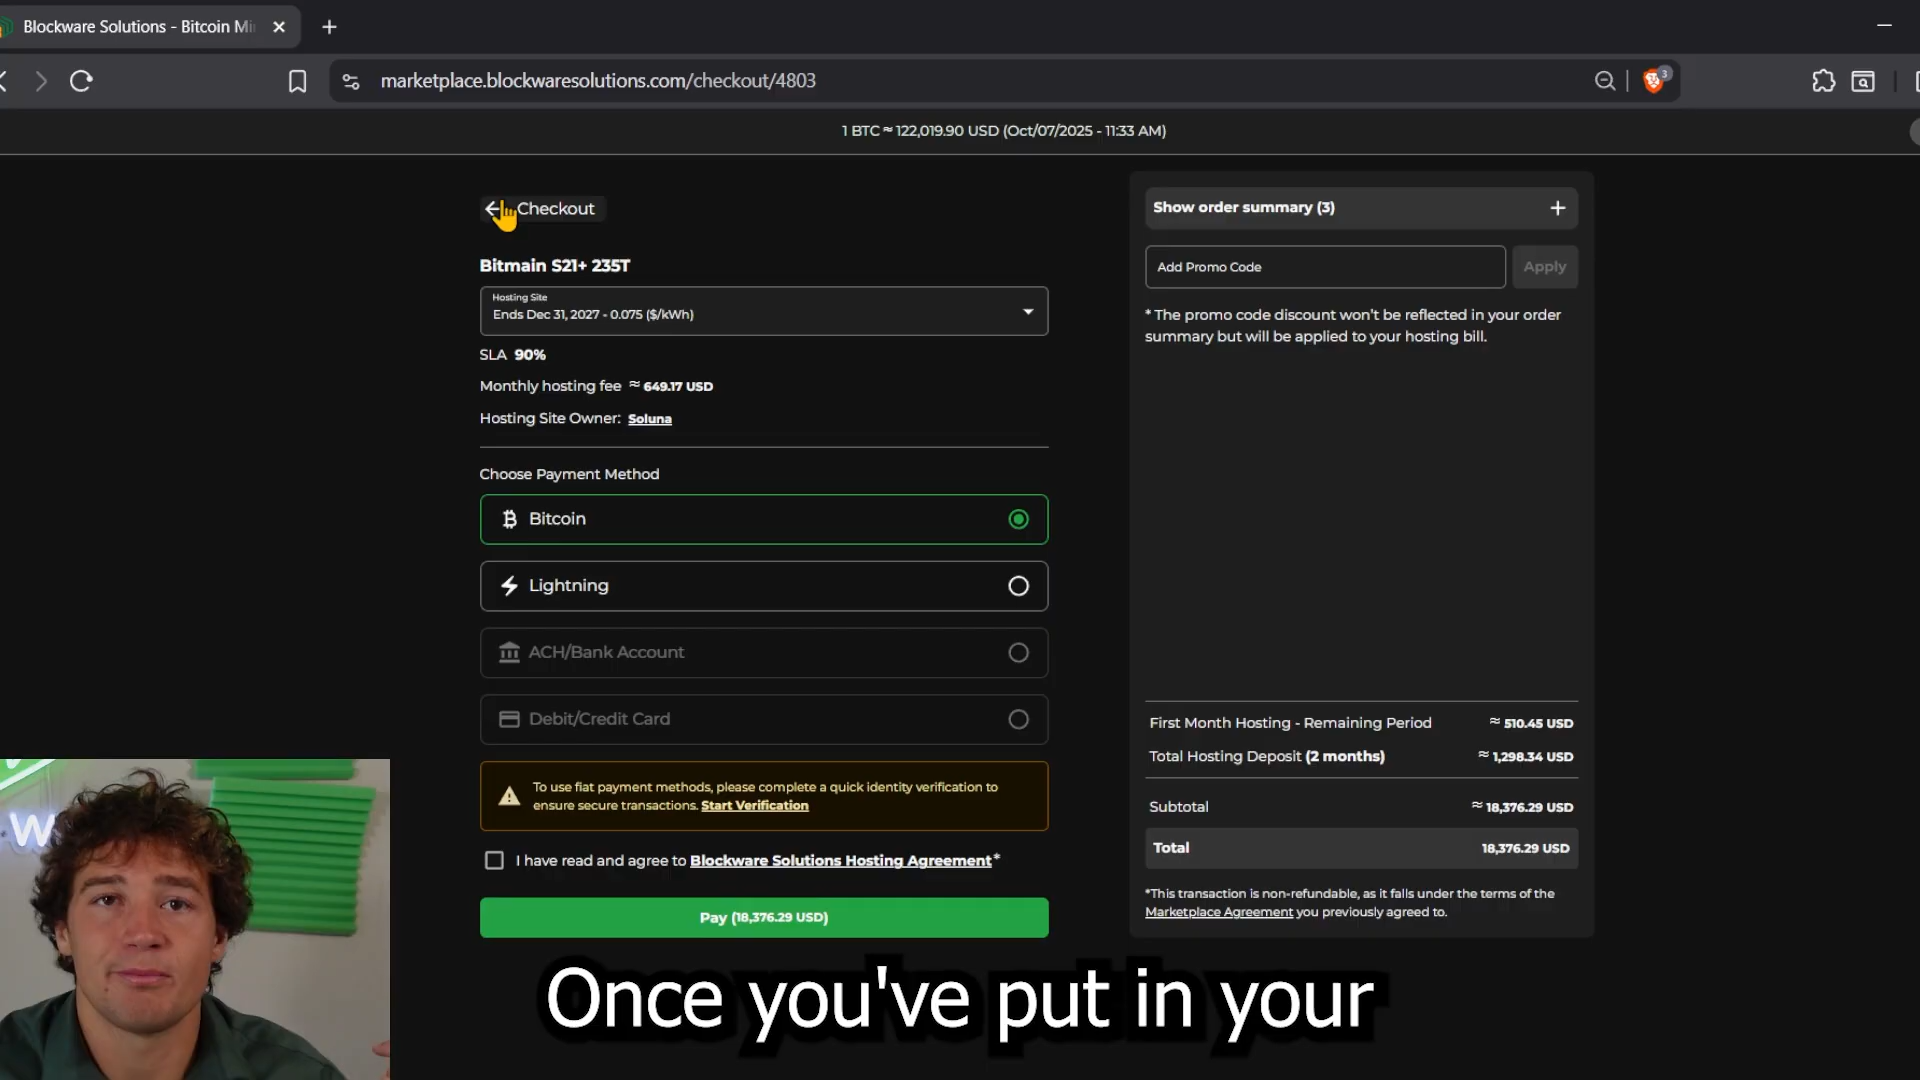 Blockware Solutions - Bitcoin Mi
marketplace.blockwaresolutions.com/checkout/4803
3
1 BTC ≈ 122,019.90 USD (Oct/07/2025 - 11:33 AM)
Checkout
Bitmain S21+ 235T
Hosting Site
Ends Dec 31, 2027 - 0.075 ($/kWh)
SLA 90%
Monthly hosting fee ≈ 649.17 USD
Hosting Site Owner: Soluna
Choose Payment Method
Bitcoin
Lightning
ACH/Bank Account
Debit/Credit Card
To use fiat payment methods, please complete a quick identity verification to
ensure secure transactions. Start Verification
I have read and agree to Blockware Solutions Hosting Agreement*
Pay (18,376.29 USD)
Show order summary (3)
Add Promo Code
Apply
* The promo code discount won't be reflected in your order
summary but will be applied to your hosting bill.
First Month Hosting - Remaining Period ≈ 510.45 USD
Total Hosting Deposit (2 months) ≈ 1,298.34 USD
Subtotal ≈ 18,376.29 USD
Total 18,376.29 USD
*This transaction is non-refundable, as it falls under the terms of the
Marketplace Agreement you previously agreed to.
W
Once you've put in your